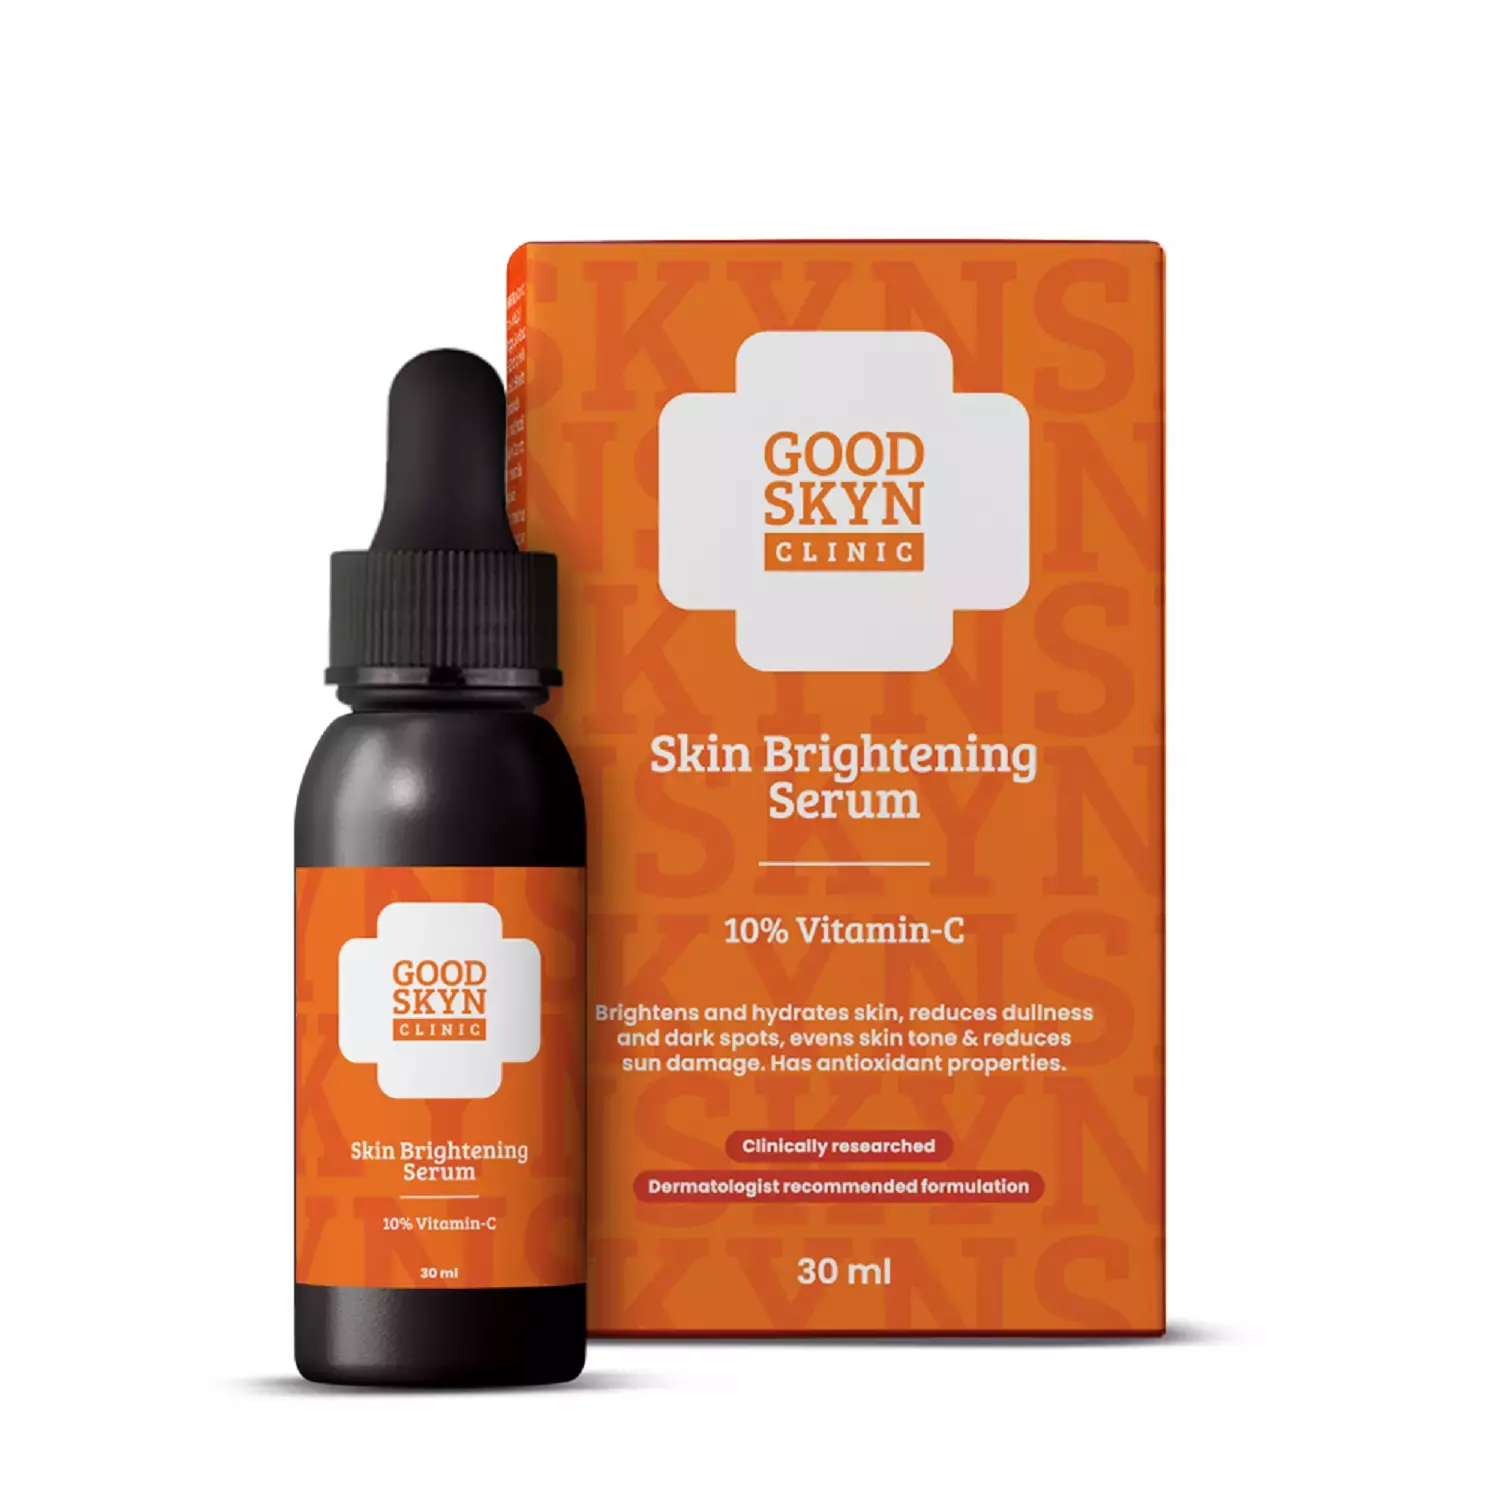 GOOD
SKYN
CLINIC
Skin Brightening
Serum
10% Vitamin-C
Brightens and hydrates skin, reduces dullness
and dark spots, evens skin tone & reduces
sun damage. Has antioxidant properties.
Clinically researched
Dermatologist recommended formulation
30 ml
GOOD
SKYN
CLINIC
Skin Brightening
Serum
10% Vitamin-C
30 ml